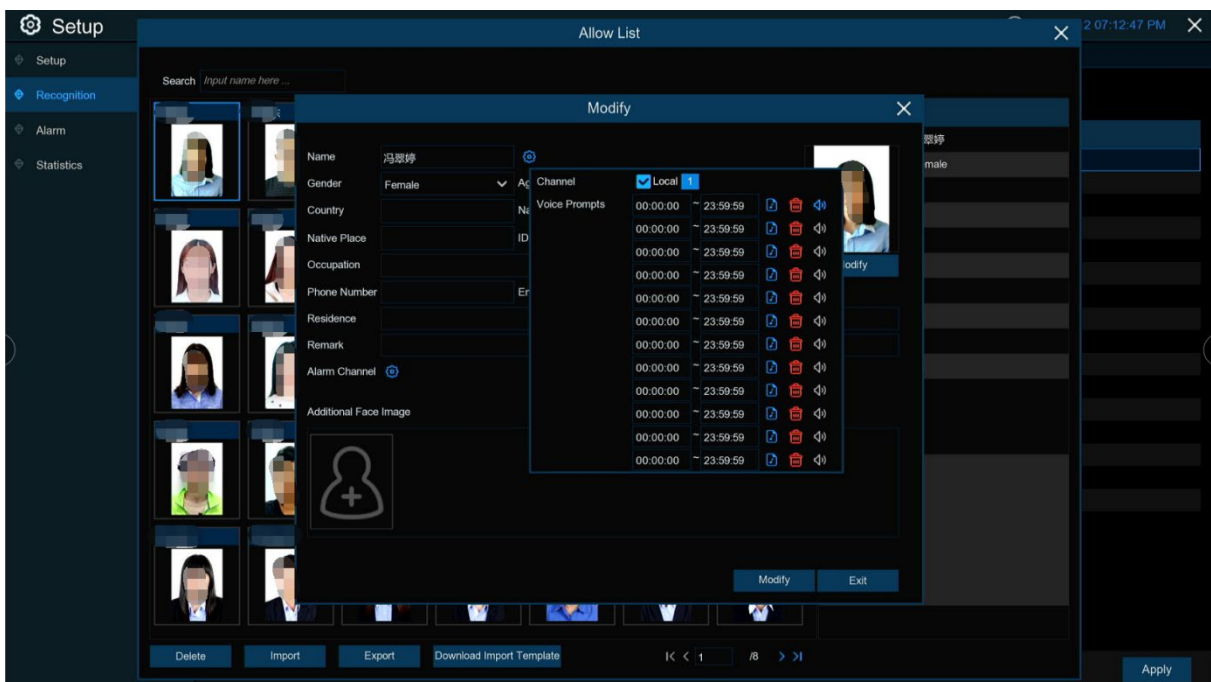 Setup
Allow List
2 07:12:47 PM
Setup
Recognition
Alarm
Statistics
Search Input name here ...
Modify
Name 冯翠婷
Gender Female
Country
Native Place ID
Occupation
Phone Number
Residence
Remark
Alarm Channel
Additional Face Image
Channel Local 1
Voice Prompts 00:00:00 ~ 23:59:59
00:00:00 ~ 23:59:59
00:00:00 ~ 23:59:59
00:00:00 ~ 23:59:59
00:00:00 ~ 23:59:59
00:00:00 ~ 23:59:59
00:00:00 ~ 23:59:59
00:00:00 ~ 23:59:59
00:00:00 ~ 23:59:59
00:00:00 ~ 23:59:59
00:00:00 ~ 23:59:59
00:00:00 ~ 23:59:59
翠婷
male
odify
Modify Exit
Delete Import Export Download Import Template 1 /8
Apply